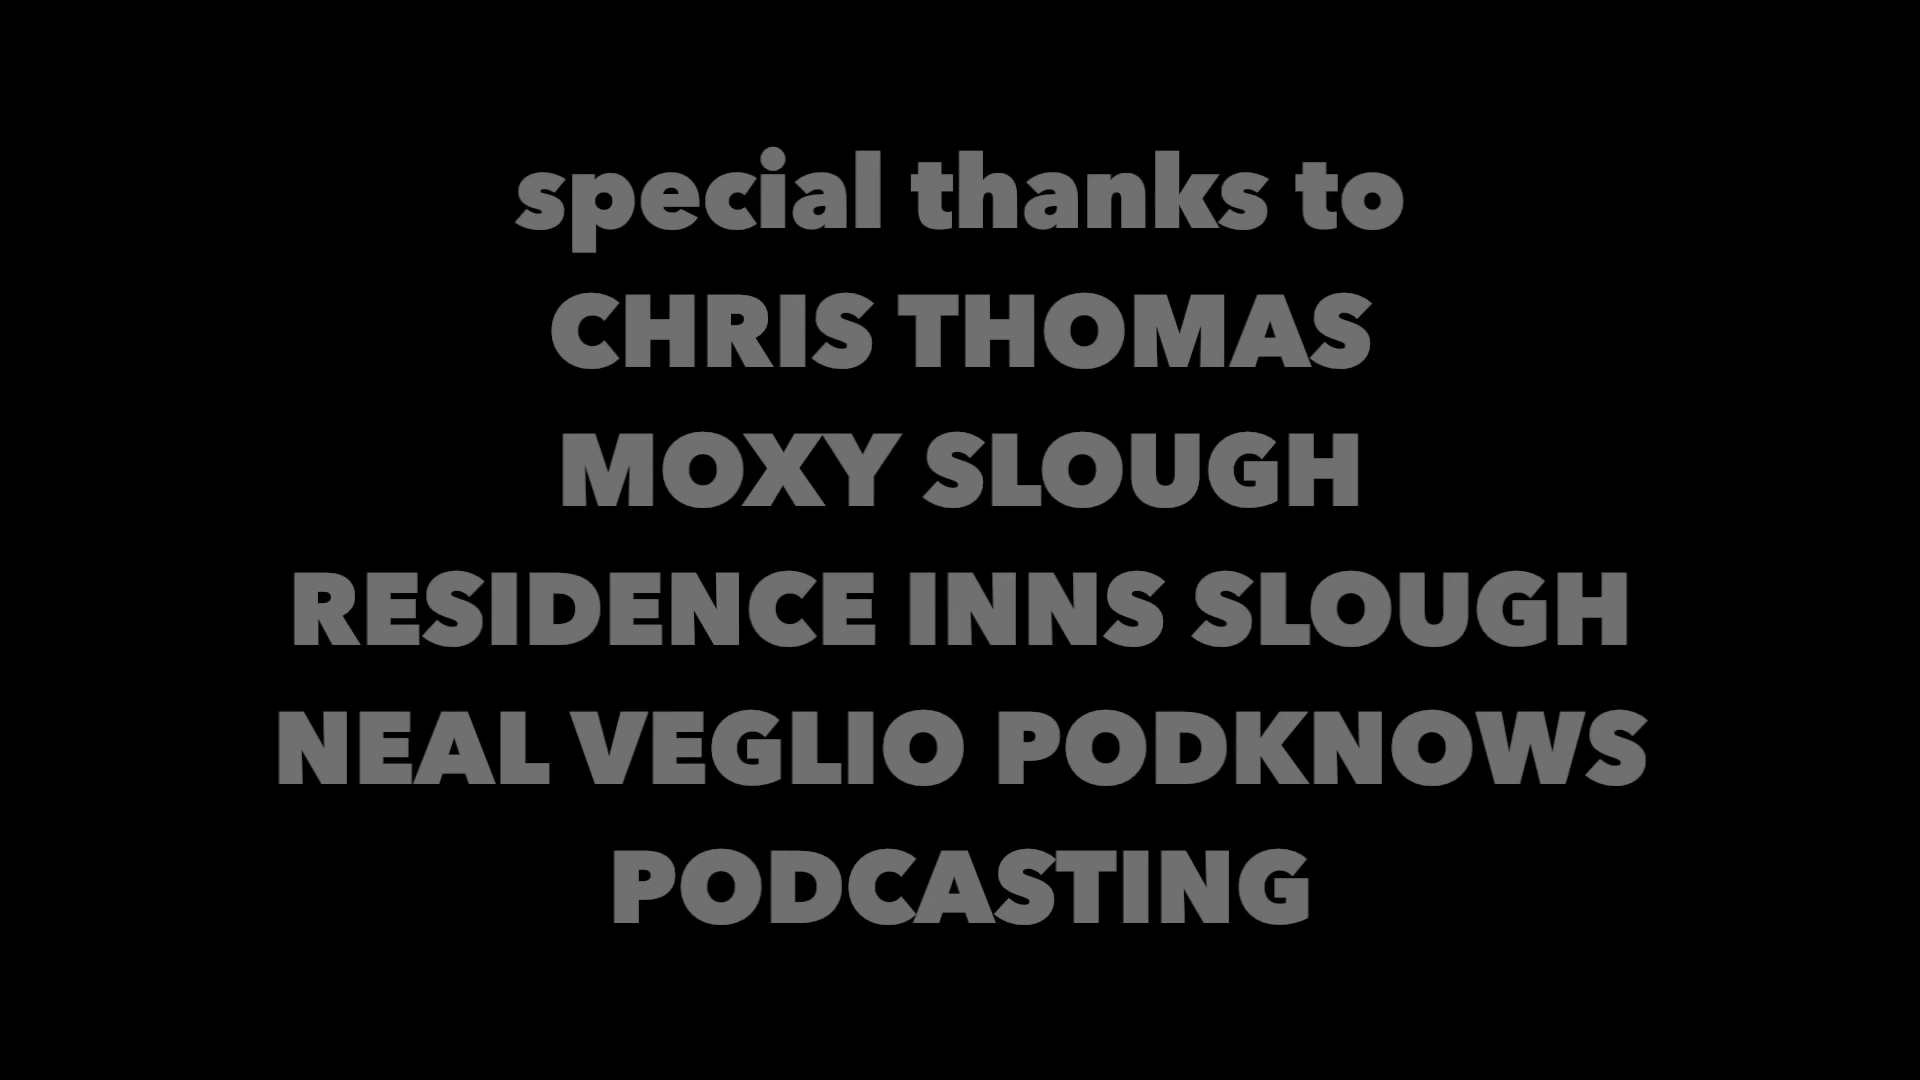 special thanks to
CHRIS THOMAS
MOXY SLOUGH
RESIDENCE INNS SLOUGH
NEAL VEGLIO PODKNOWS
PODCASTING